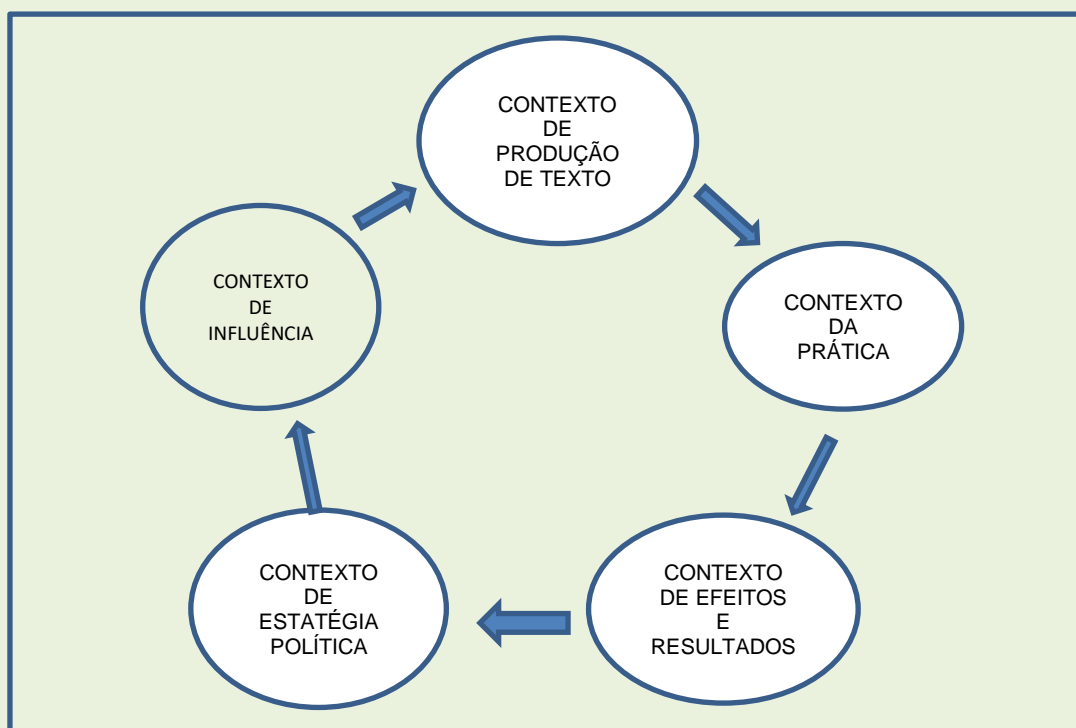 CONTEXTO
DE
PRODUÇÃO
DE TEXTO
CONTEXTO
DE
INFLUÊNCIA
CONTEXTO
DA
PRÁTICA
CONTEXTO
DE
ESTATÉGIA
POLÍTICA
CONTEXTO
DE EFEITOS
E
RESULTADOS